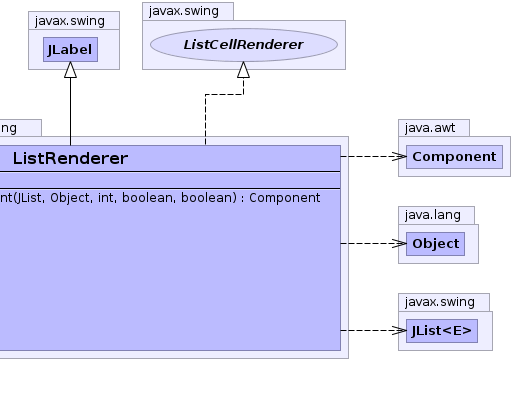 javax.swing
javax.swing
JLabel
ListCellRenderer
ng
java.awt
ListRenderer
Component
nt(JList, Object, int, boolean, boolean) : Component
java.lang
Object
javax.swing
JList<E>